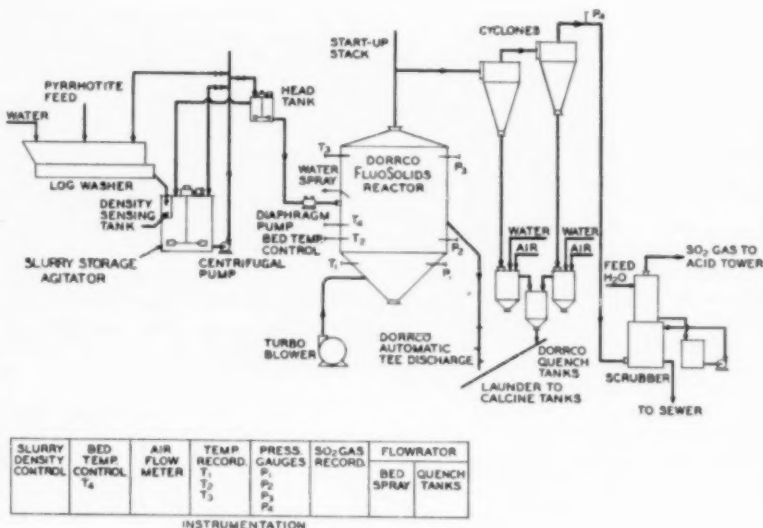 CYCLONES
P4
START-UP
STACK
PYRRHOTITE
FEED
WATER
HEAD
TANK
T3
DORRCO
FLUOSOLIDS
REACTOR
P3
WATER
SPRAY
LOG WASHER
DENSITY
SENSING
TANK
DIAPHRAGM
PUMP
T4
BED TEMP.
CONTROL
T2
P2
CENTRIFUGAL
PUMP
SLURRY STORAGE
AGITATOR
T1
P1
WATER
AIR
WATER
AIR
SO2 GAS TO
ACID TOWER
FEED
H2O
TURBO
BLOWER
DORRCO
AUTOMATIC
TEE DISCHARGE
DORRCO
QUENCH
TANKS
LAUNDER TO
CALCINE TANKS
SCRUBBER
TO SEWER
SLURRY
DENSITY
CONTROL
BED
TEMP.
CONTROL
T4
AIR
FLOW
METER
TEMP.
RECORD.
T1
T2
T3
PRESS.
GAUGES
P1
P2
P3
P4
SO2 GAS
RECORD.
FLOWRATOR
BED
SPRAY
QUENCH
TANKS
INSTRUMENTATION